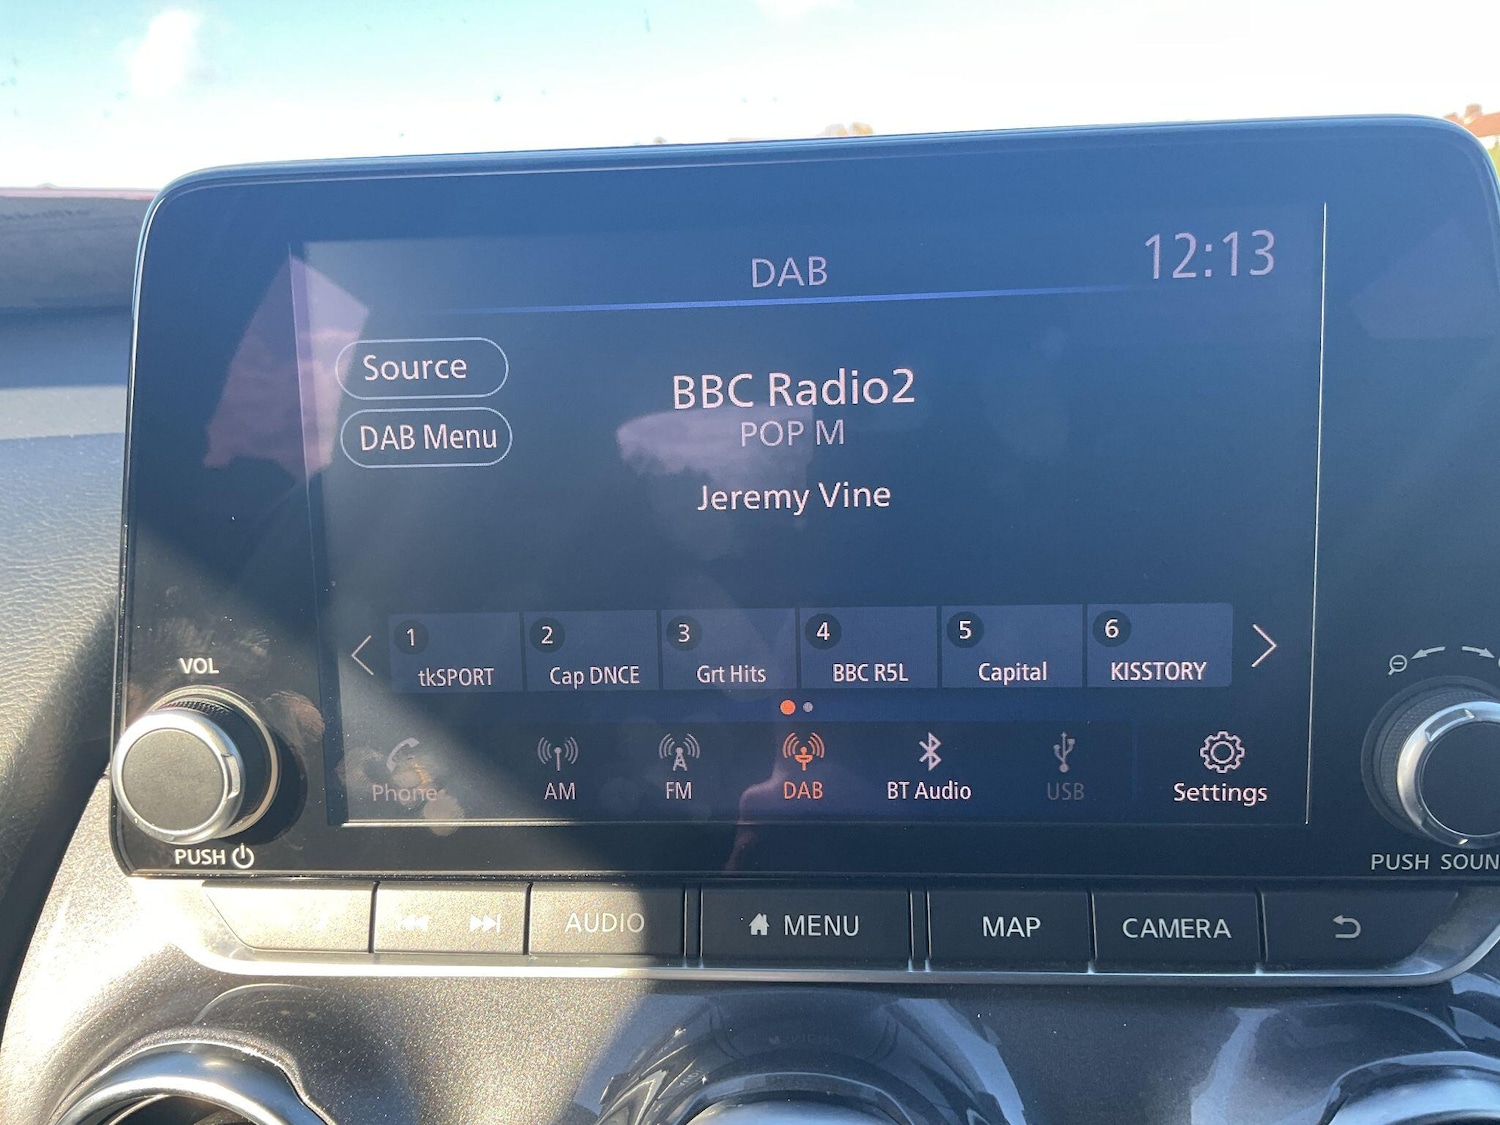 DAB
12:13
Source
BBC Radio2
DAB Menu
POP M
Jeremy Vine
1 tkSPORT
2 Cap DNCE
3 Grt Hits
4 BBC R5L
5 Capital
6 KISSTORY
VOL
Phone
AM
FM
DAB
BT Audio
USB
Settings
PUSH
PUSH SOUN
AUDIO
MENU
MAP
CAMERA